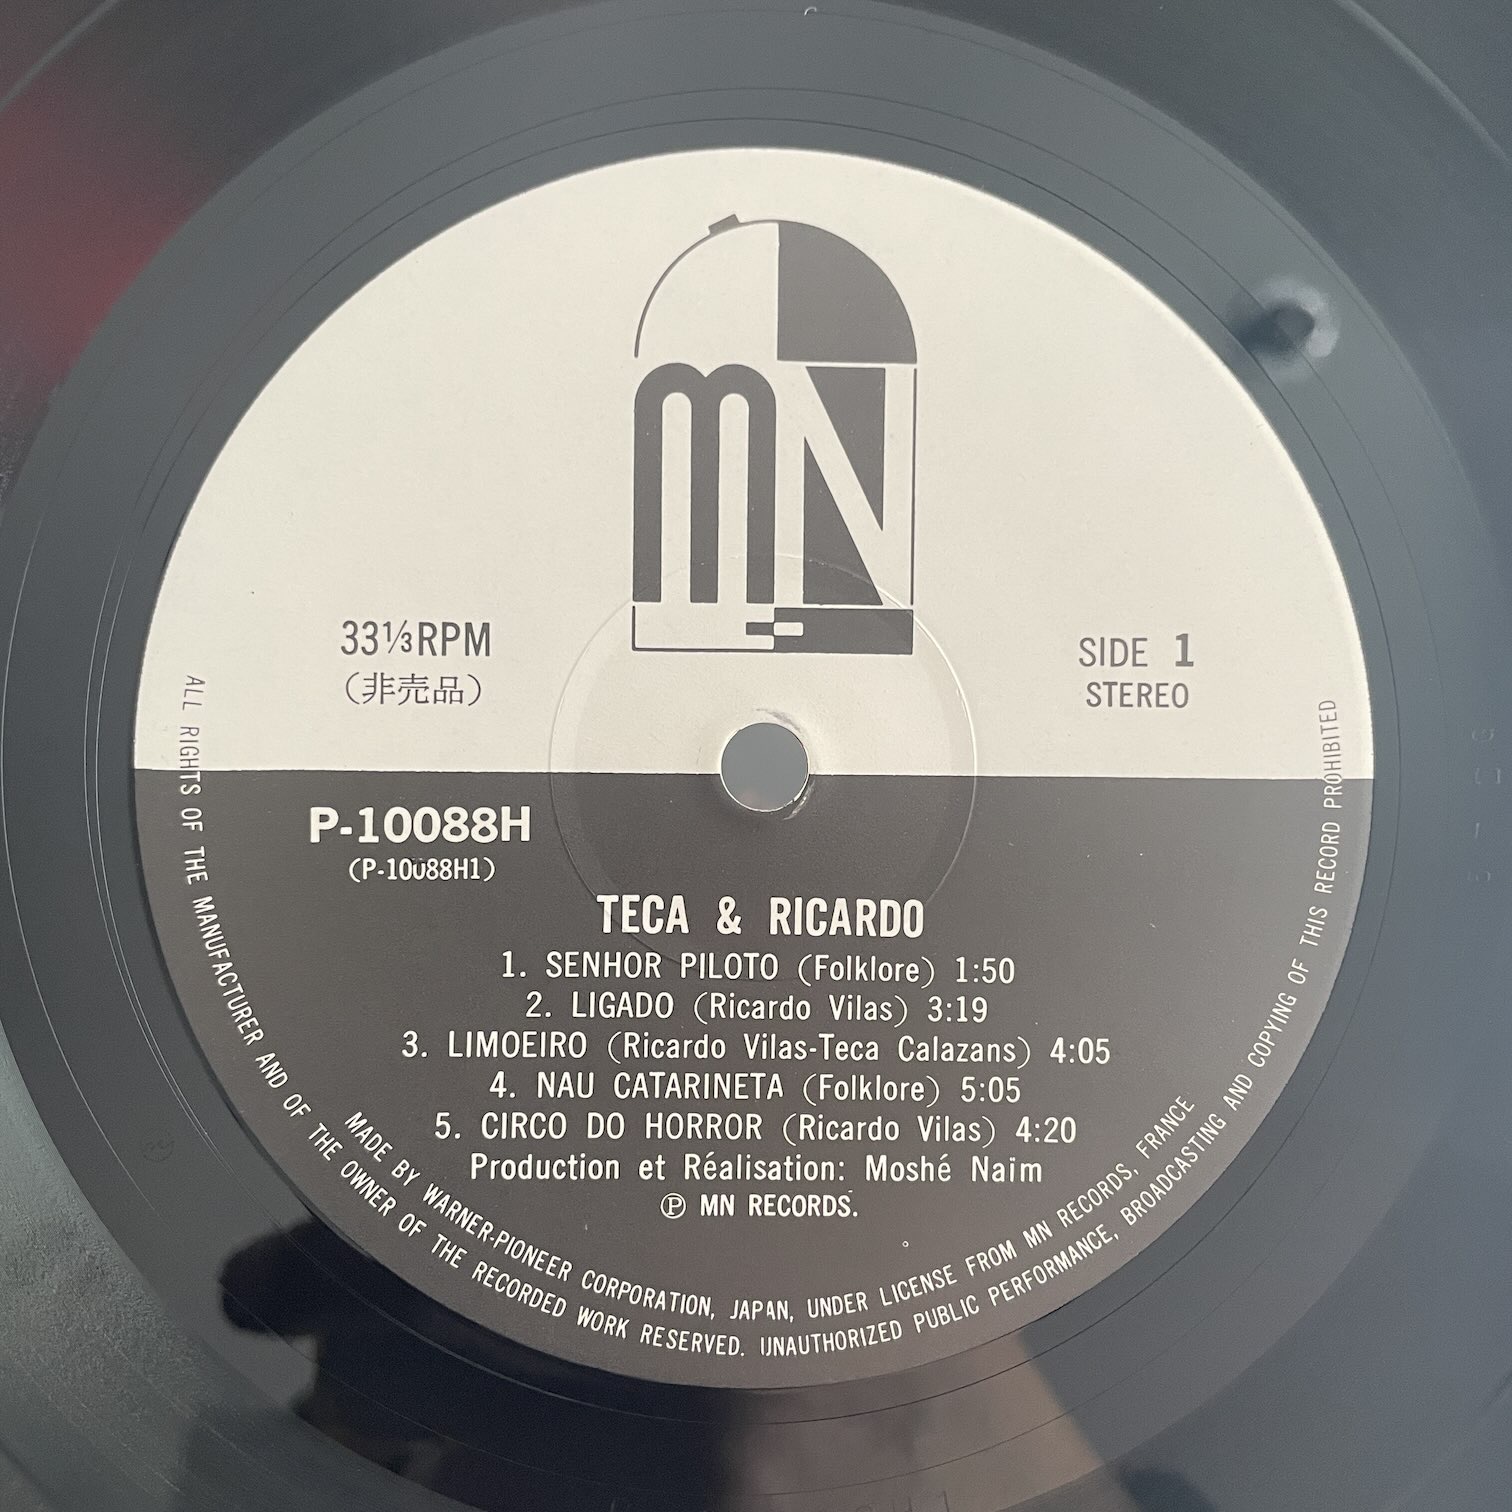 MN
33⅓RPM
(非売品)
SIDE 1
STEREO
P-10088H
(P-10088H1)
TECA & RICARDO
1. SENHOR PILOTO (Folklore) 1:50
2. LIGADO (Ricardo Vilas) 3:19
3. LIMOEIRO (Ricardo Vilas-Teca Calazans) 4:05
4. NAU CATARINETA (Folklore) 5:05
5. CIRCO DO HORROR (Ricardo Vilas) 4:20
Production et Réalisation: Moshé Naïm
Ⓟ MN RECORDS.
MADE BY WARNER-PIONEER CORPORATION, JAPAN, UNDER LICENSE FROM MN RECORDS, FRANCE
ALL RIGHTS OF THE MANUFACTURER AND OF THE OWNER OF THE RECORDED WORK RESERVED. UNAUTHORIZED PUBLIC PERFORMANCE, BROADCASTING AND COPYING OF THIS RECORD PROHIBITED